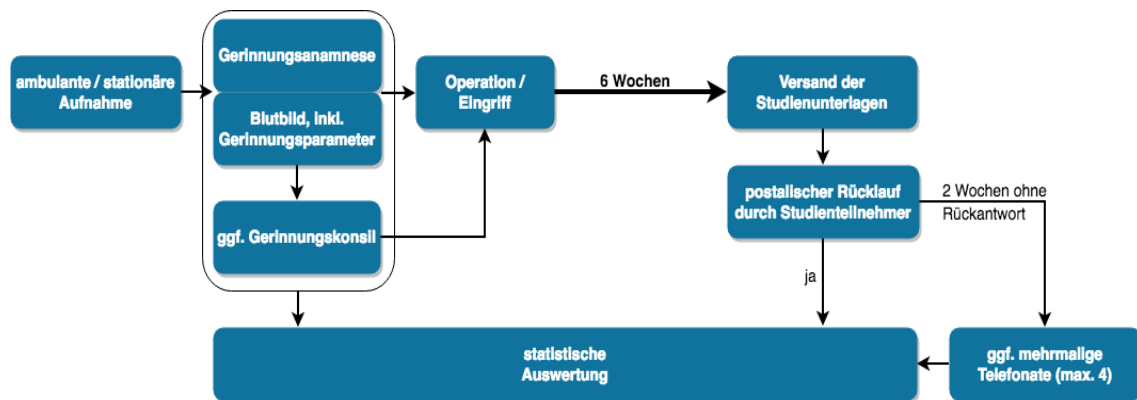 ambulante / stationäre
Aufnahme
Gerinnungsanamnese
Blutbild, inkl.
Gerinnungsparameter
ggf. Gerinnungskonsil
Operation /
Eingriff
6 Wochen
Versand der
Studienunterlagen
postalischer Rücklauf
durch Studienteilnehmer
2 Wochen ohne
Rückantwort
ja
statistische
Auswertung
ggf. mehrmalige
Telefonate (max. 4)